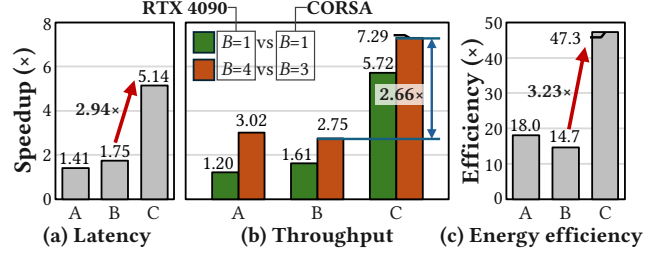 RTX 4090 CORSA
B=1 vs B=1
B=4 vs B=3
Speedup (×)
8
6
4
2
0
1.41
1.75
5.14
2.94×
A B C
(a) Latency
1.20
3.02
1.61
2.75
5.72
7.29
2.66×
A B C
(b) Throughput
Efficiency (×)
50
40
30
20
10
0
18.0
14.7
47.3
3.23×
A B C
(c) Energy efficiency